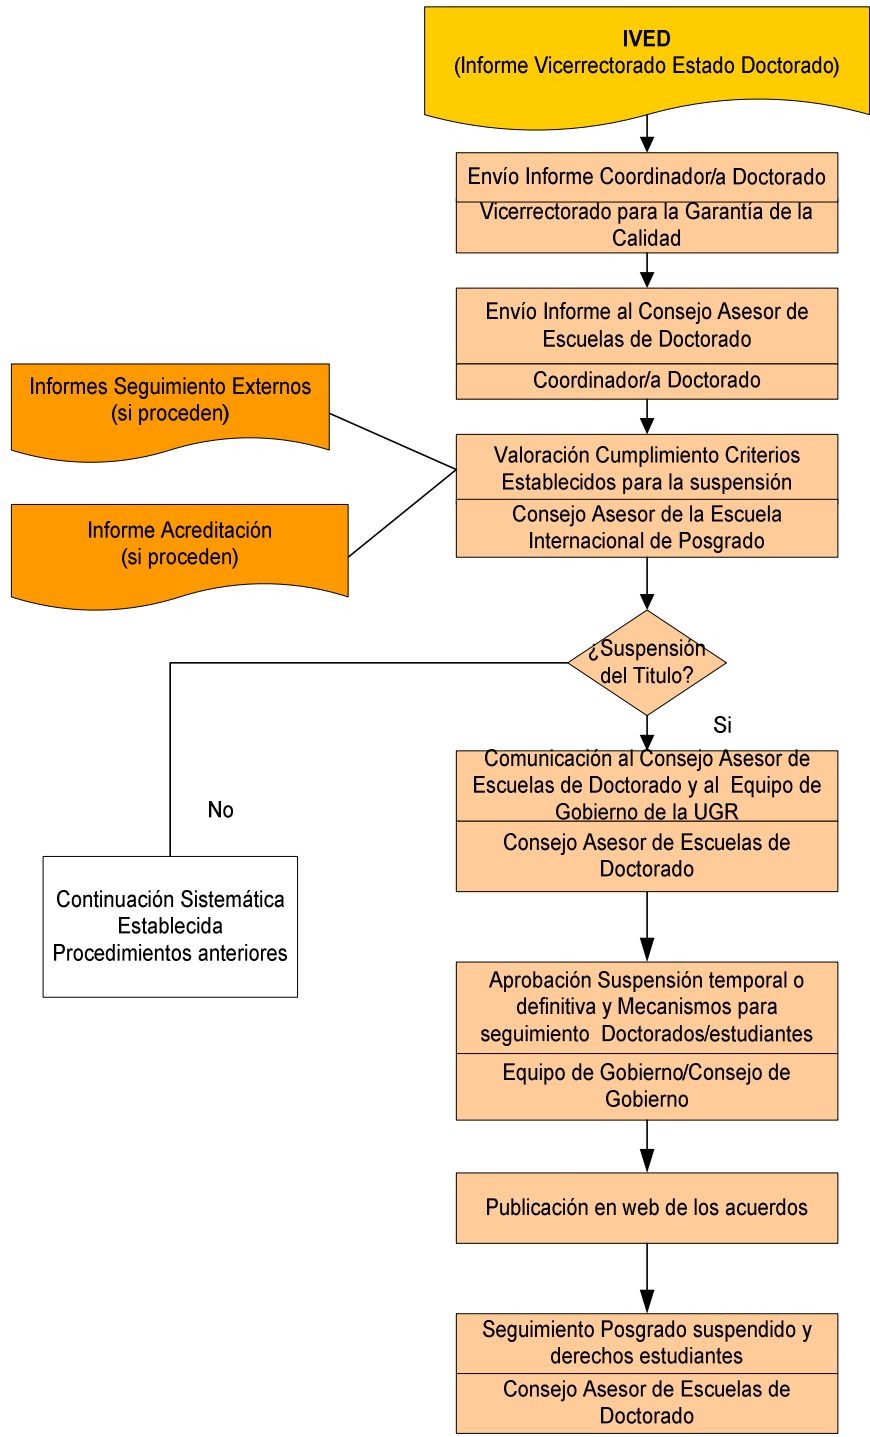 IVED
(Informe Vicerrectorado Estado Doctorado)
Envío Informe Coordinador/a Doctorado
Vicerrectorado para la Garantía de la
Calidad
Envío Informe al Consejo Asesor de
Escuelas de Doctorado
Coordinador/a Doctorado
Informes Seguimiento Externos
(si proceden)
Valoración Cumplimiento Criterios
Establecidos para la suspensión
Consejo Asesor de la Escuela
Internacional de Posgrado
Informe Acreditación
(si proceden)
¿Suspensión
del Titulo?
Si
Comunicación al Consejo Asesor de
Escuelas de Doctorado y al Equipo de
Gobierno de la UGR
Consejo Asesor de Escuelas de
Doctorado
No
Continuación Sistemática
Establecida
Procedimientos anteriores
Aprobación Suspensión temporal o
definitiva y Mecanismos para
seguimiento Doctorados/estudiantes
Equipo de Gobierno/Consejo de
Gobierno
Publicación en web de los acuerdos
Seguimiento Posgrado suspendido y
derechos estudiantes
Consejo Asesor de Escuelas de
Doctorado